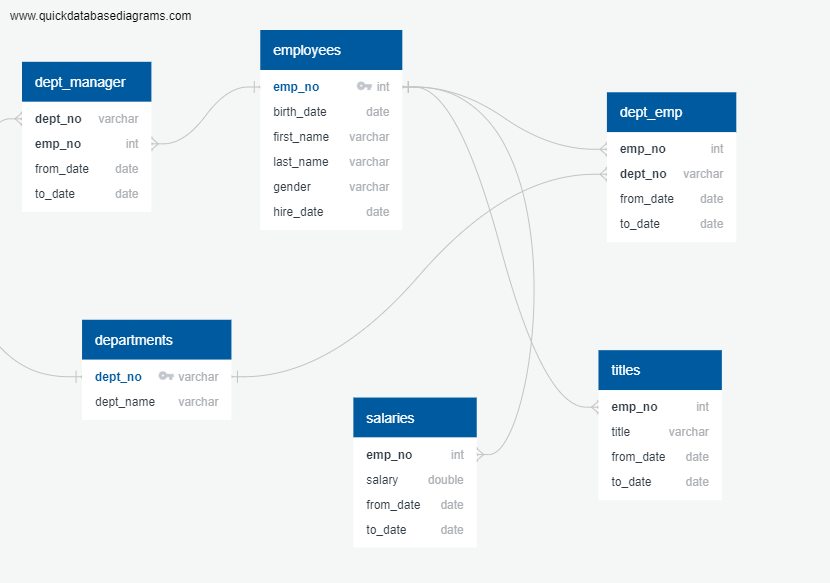 www.quickdatabasediagrams.com
employees
emp_no int
birth_date date
first_name varchar
last_name varchar
gender varchar
hire_date date
dept_manager
dept_no varchar
emp_no int
from_date date
to_date date
dept_emp
emp_no int
dept_no varchar
from_date date
to_date date
departments
dept_no varchar
dept_name varchar
salaries
emp_no int
salary double
from_date date
to_date date
titles
emp_no int
title varchar
from_date date
to_date date